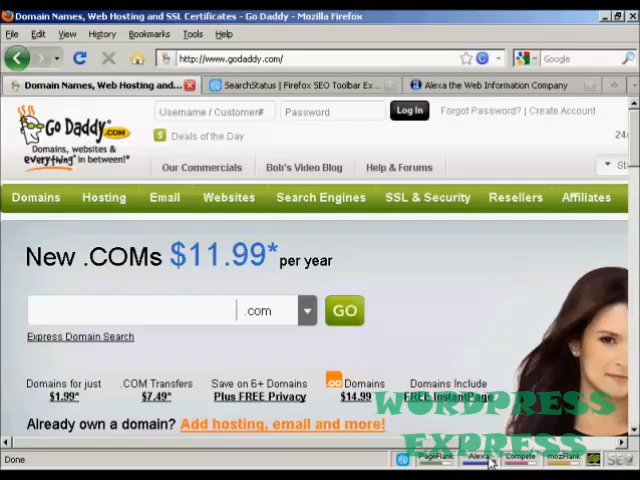 Domain Names, Web Hosting and SSL Certificates - Go Daddy - Mozilla Firefox
File Edit View History Bookmarks Tools Help
http://www.godaddy.com/ Google
Domain Names, Web Hosting and... SearchStatus | Firefox SEO Toolbar Ex... Alexa the Web Information Company
Username / Customer# Password Log In Forgot Password? | Create Account
Go Daddy.COM
Domains, websites &
everything* in between!*
$ Deals of the Day
24
Our Commercials Bob's Video Blog Help & Forums
Domains Hosting Email Websites Search Engines SSL & Security Resellers Affiliates
New .COMs $11.99* per year
.com GO
Express Domain Search
Domains for just .COM Transfers Save on 6+ Domains .co Domains Domains Include
$1.99* $7.49* Plus FREE Privacy $14.99 FREE InstantPage
Already own a domain? Add hosting, email and more!
WORDPRESS
EXPRESS
Done @ PageRank Alexa Compete mozRank SEO